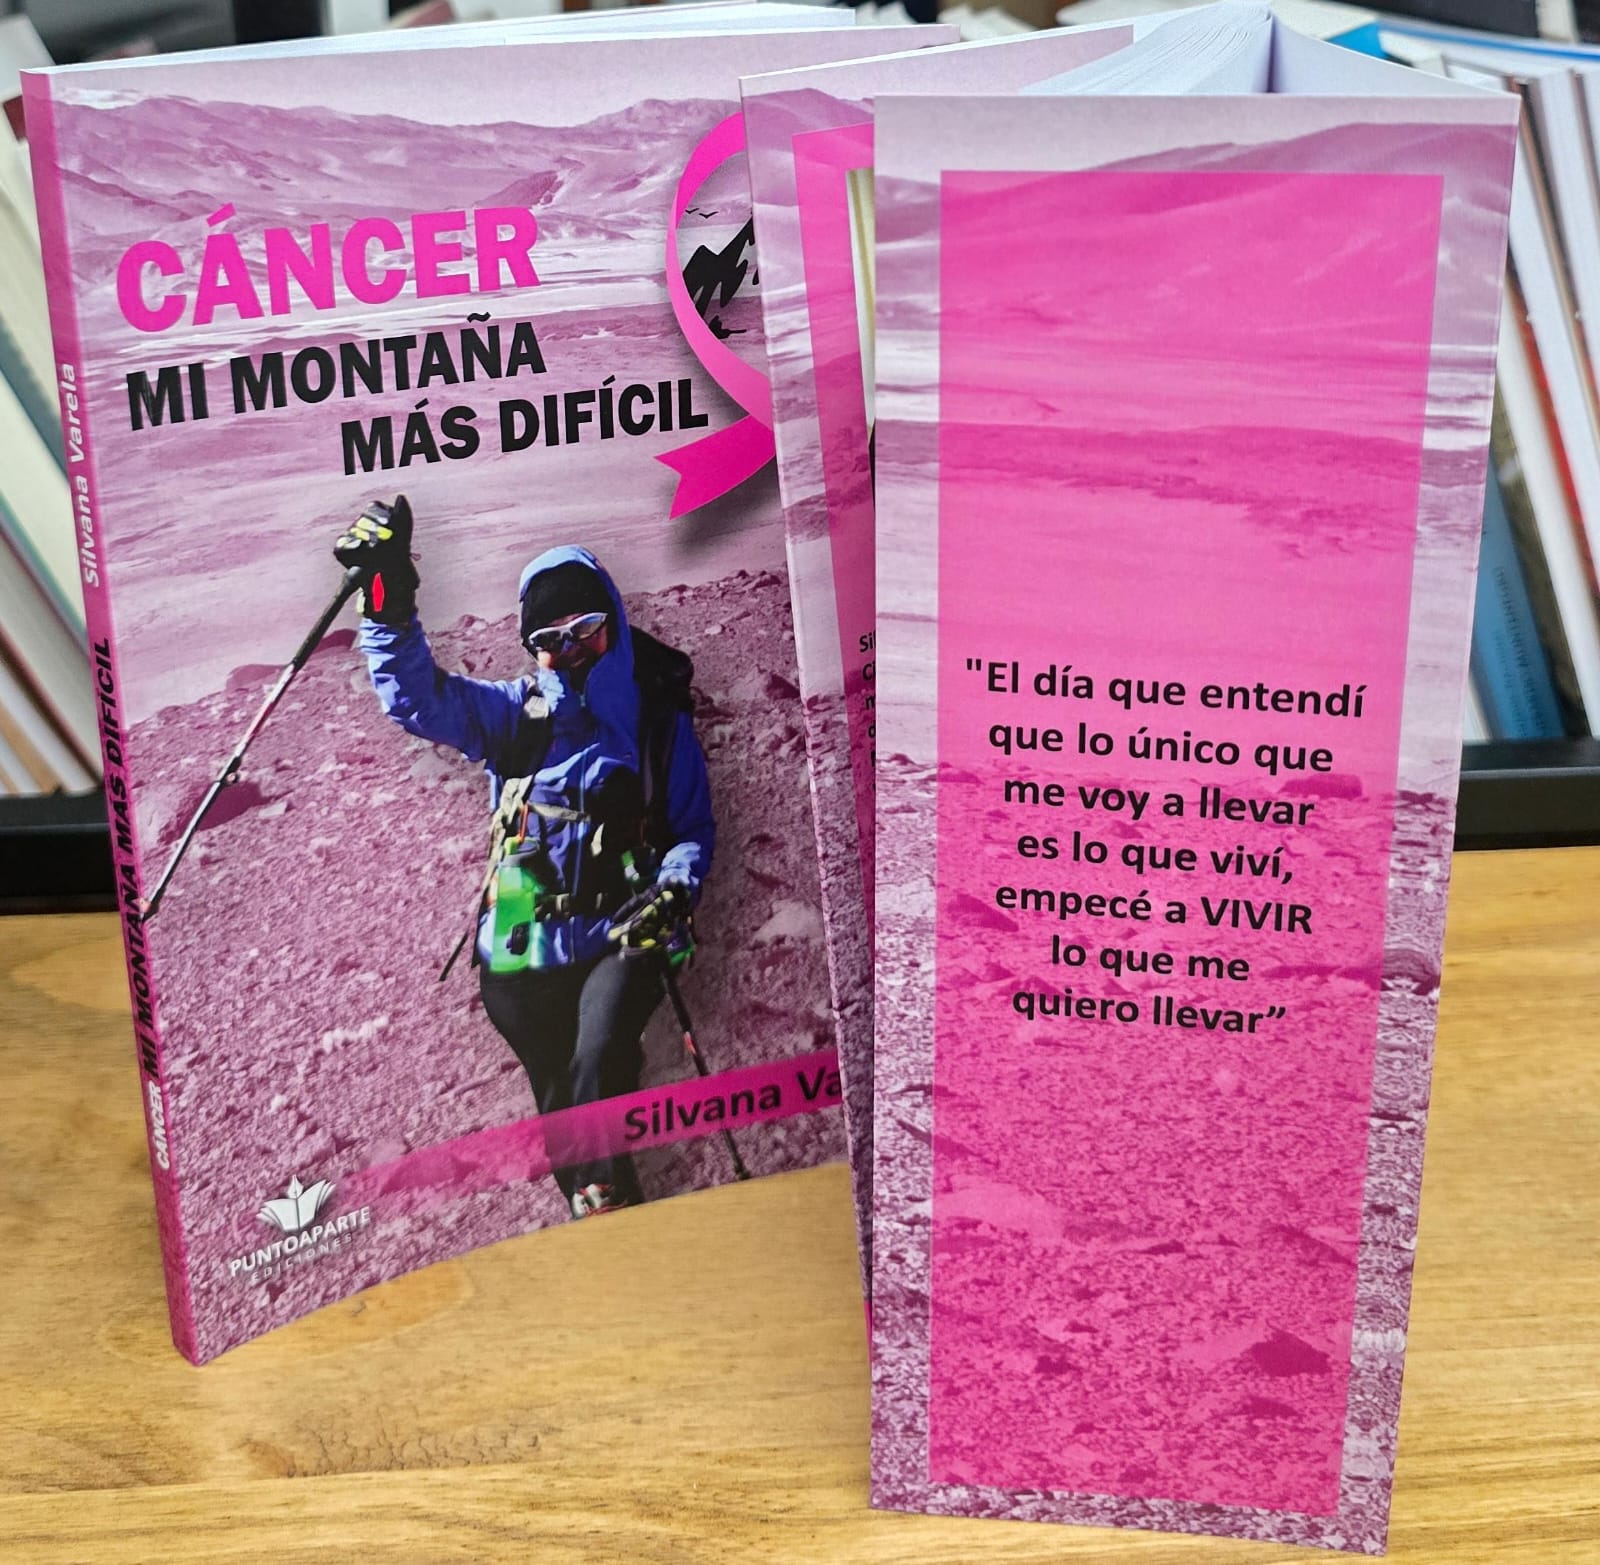 CÁNCER
MI MONTAÑA
MÁS DIFÍCIL
Silvana
PUNTOAPARTE
EDICIONES
CÁNCER MI MONTAÑA MÁS DIFÍCIL Silvana Varela
"El día que entendí
que lo único que
me voy a llevar
es lo que viví,
empecé a VIVIR
lo que me
quiero llevar”